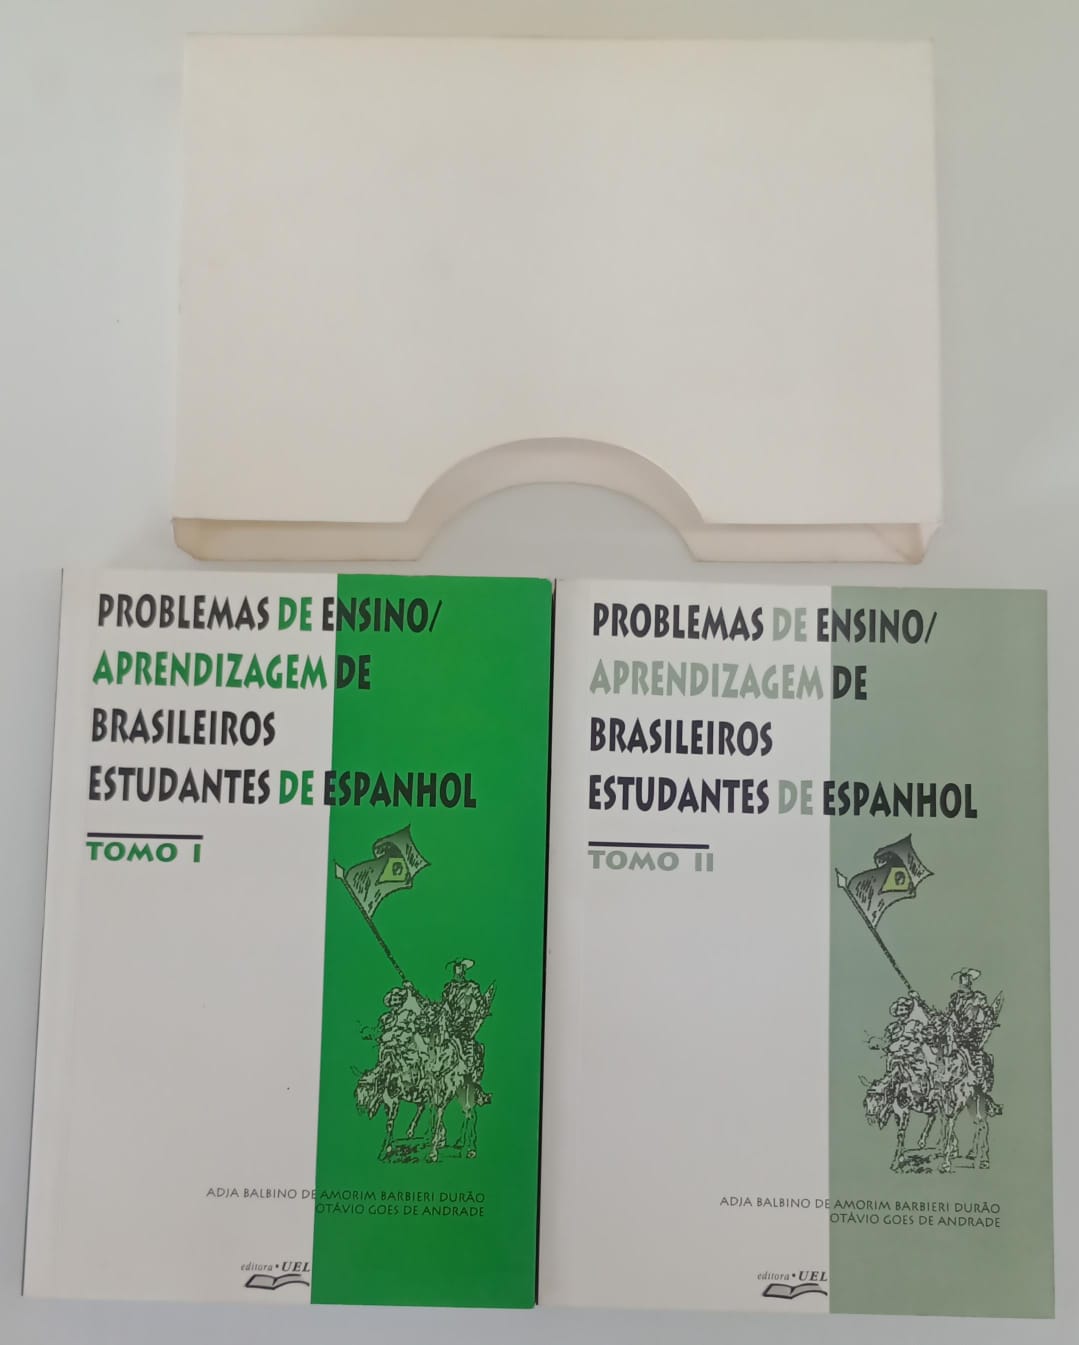 PROBLEMAS DE ENSINO/
APRENDIZAGEM DE
BRASILEIROS
ESTUDANTES DE ESPANHOL
TOMO I
ADJA BALBINO DE AMORIM BARBIERI DURÃO
OTÁVIO GOES DE ANDRADE
editora • UEL
PROBLEMAS DE ENSINO/
APRENDIZAGEM DE
BRASILEIROS
ESTUDANTES DE ESPANHOL
TOMO II
ADJA BALBINO DE AMORIM BARBIERI DURÃO
OTÁVIO GOES DE ANDRADE
editora • UEL